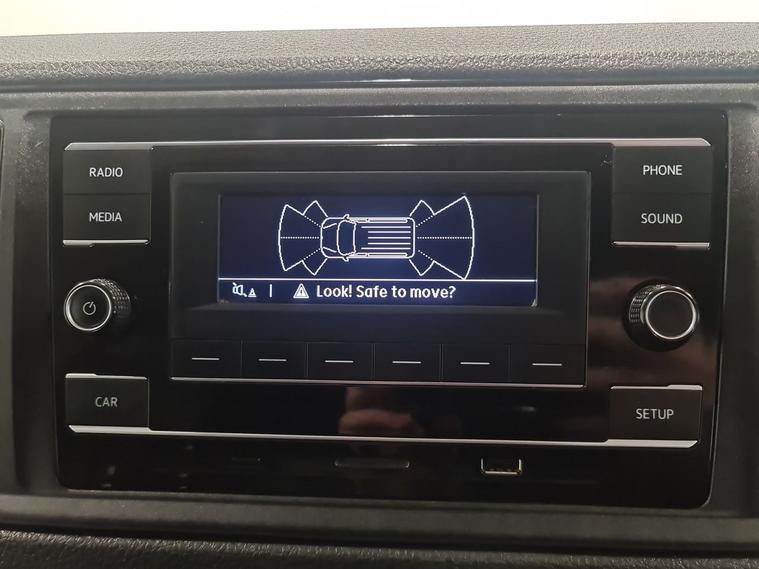 RADIO
PHONE
MEDIA
SOUND
Look! Safe to move?
CAR
SETUP